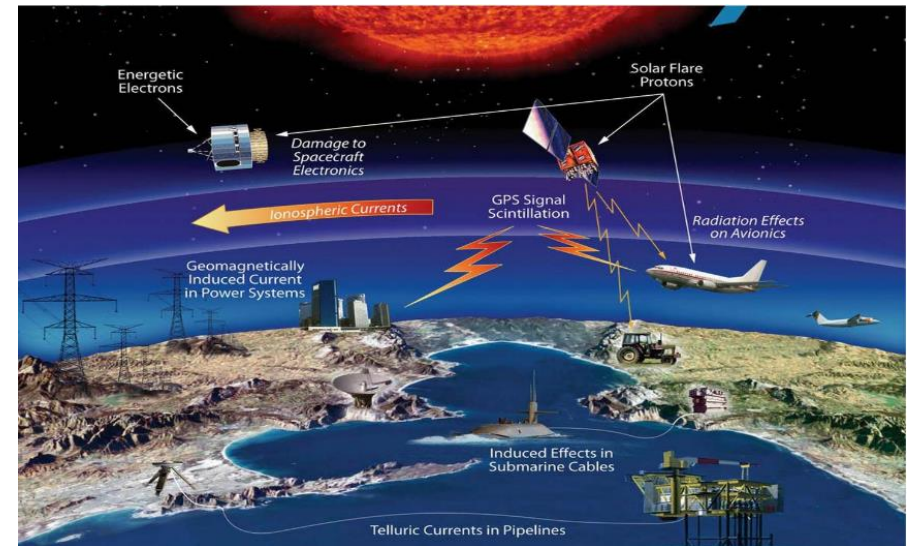 Energetic
Electrons
Solar Flare
Protons
Damage to
Spacecraft
Electronics
Ionospheric Currents
GPS Signal
Scintillation
Radiation Effects
on Avionics
Geomagnetically
Induced Current
in Power Systems
Induced Effects in
Submarine Cables
Telluric Currents in Pipelines